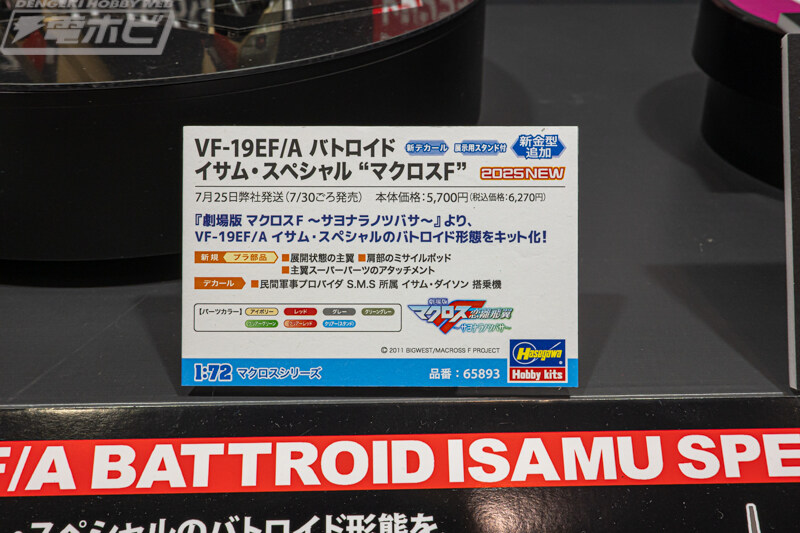 DENGEKI HOBBY WEB
電ホビ
VF-19EF/A バトロイド
イサム・スペシャル “マクロスF”
新デカール
展示用スタンド付
新金型
追加
2025NEW
7月25日弊社発送(7/30ごろ発売) 本体価格:5,700円(税込価格:6,270円)
『劇場版 マクロスF ~サヨナラノツバサ~』より、
VF-19EF/A イサム・スペシャルのバトロイド形態をキット化!
新規 プラ部品 ■展開状態の主翼 ■肩部のミサイルポッド
■主翼スーパーパーツのアタッチメント
デカール ■民間軍事プロバイダ S.M.S 所属 イサム・ダイソン 搭乗機
【パーツカラー】 アイボリー レッド グレー グリーングレー
クリアーグリーン クリアーレッド クリアー(スタンド)
劇場版
マクロスF 恋離飛翼
~サヨナラノツバサ~
© 2011 BIGWEST/MACROSS F PROJECT
1:72 マクロスシリーズ
品番:65893
Hasegawa
Hobby kits
F/A BATTROID ISAMU SPE
・スペシャルのバトロイド形態を